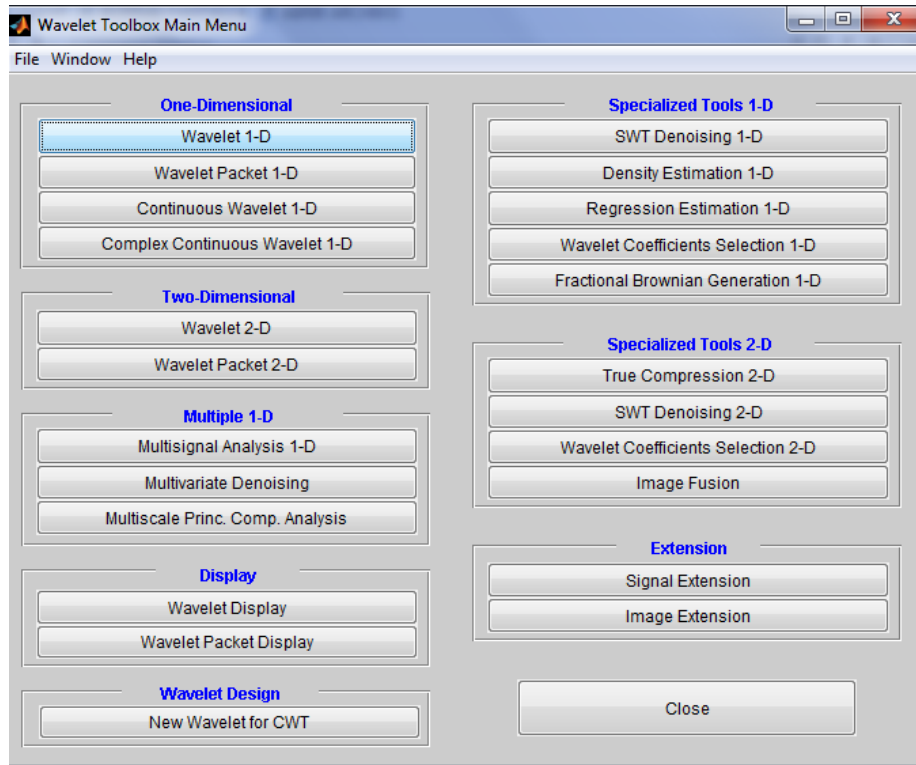 Wavelet Toolbox Main Menu
File Window Help
One-Dimensional
Wavelet 1-D
Wavelet Packet 1-D
Continuous Wavelet 1-D
Complex Continuous Wavelet 1-D
Two-Dimensional
Wavelet 2-D
Wavelet Packet 2-D
Multiple 1-D
Multisignal Analysis 1-D
Multivariate Denoising
Multiscale Princ. Comp. Analysis
Display
Wavelet Display
Wavelet Packet Display
Wavelet Design
New Wavelet for CWT
Specialized Tools 1-D
SWT Denoising 1-D
Density Estimation 1-D
Regression Estimation 1-D
Wavelet Coefficients Selection 1-D
Fractional Brownian Generation 1-D
Specialized Tools 2-D
True Compression 2-D
SWT Denoising 2-D
Wavelet Coefficients Selection 2-D
Image Fusion
Extension
Signal Extension
Image Extension
Close